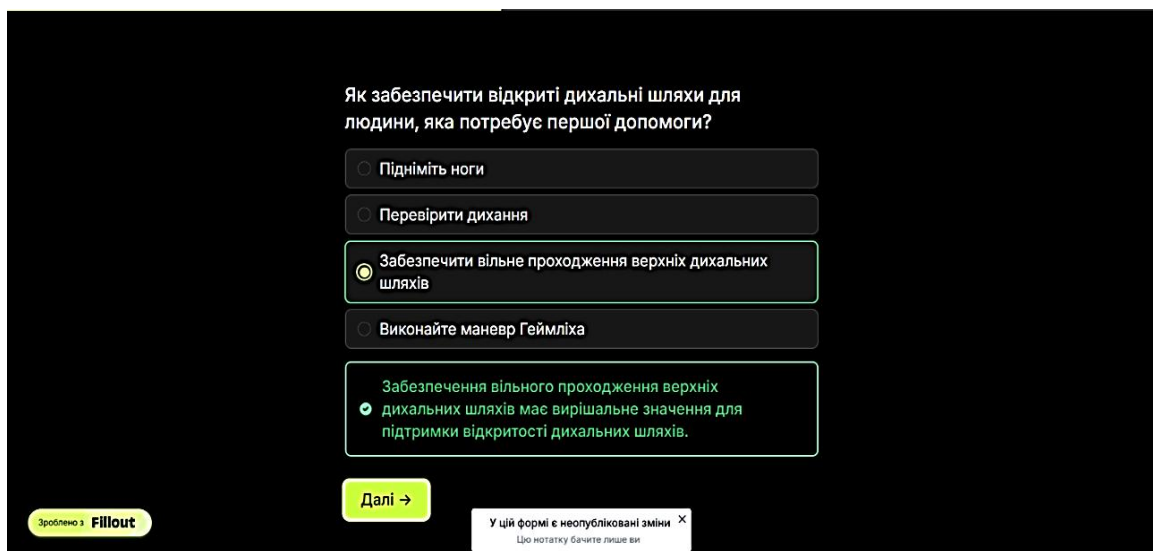 Як забезпечити відкриті дихальні шляхи для
людини, яка потребує першої допомоги?
Підніміть ноги
Перевірити дихання
Забезпечити вільне проходження верхніх дихальних
шляхів
Виконайте маневр Геймліха
Забезпечення вільного проходження верхніх
дихальних шляхів має вирішальне значення для
підтримки відкритості дихальних шляхів.
Далі →
Зроблено з Fillout
У цій формі є неопубліковані зміни ×
Цю нотатку бачите лише ви